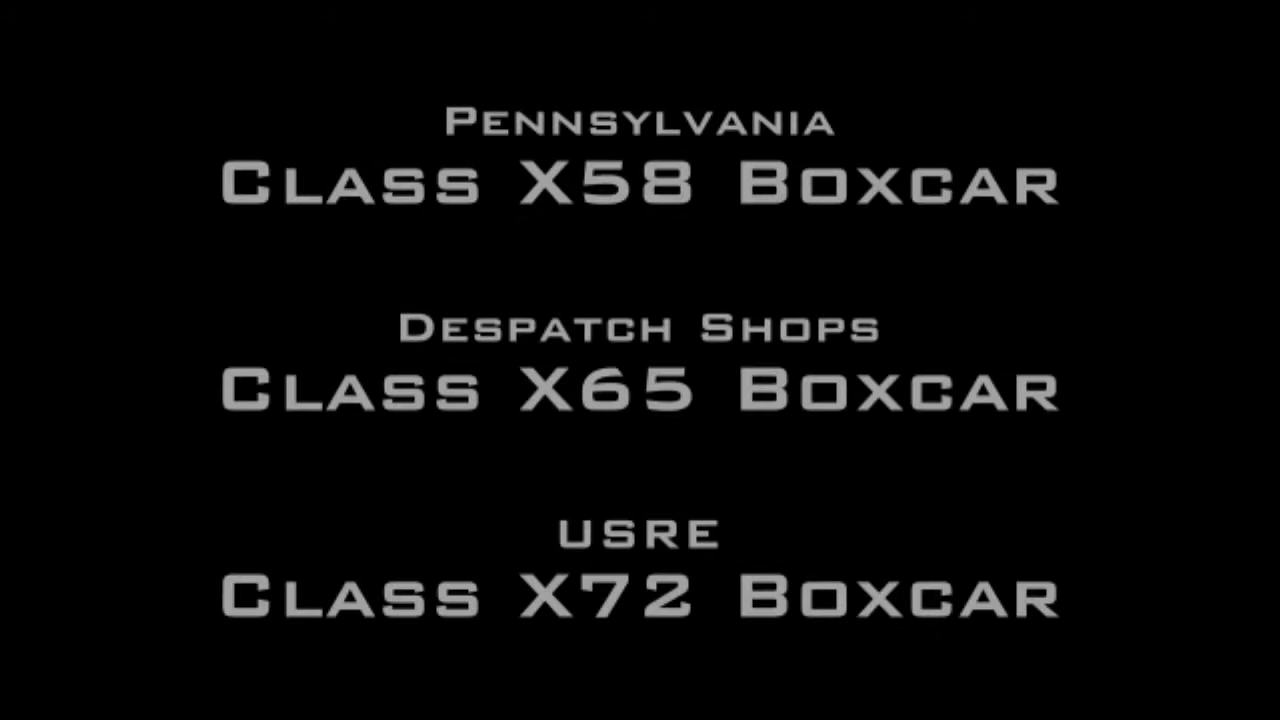 Pennsylvania
Class X58 Boxcar
Despatch Shops
Class X65 Boxcar
USRE
Class X72 Boxcar